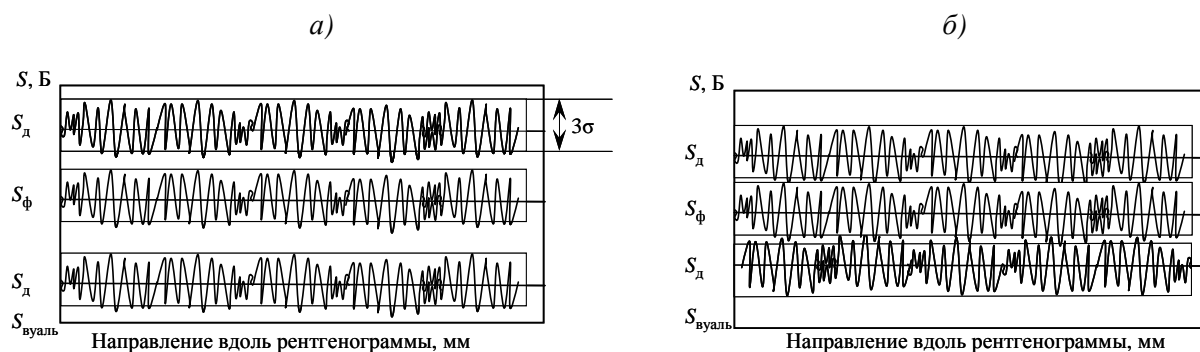 а)
S, Б
Sд
Sф
Sд
Sвуаль
3σ
Направление вдоль рентгенограммы, мм
б)
S, Б
Sд
Sф
Sд
Sвуаль
Направление вдоль рентгенограммы, мм